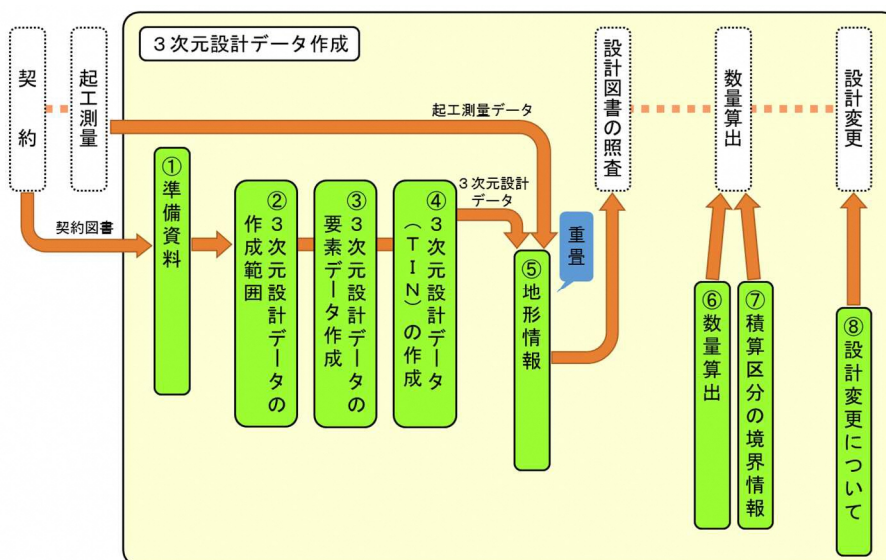 ３次元設計データ作成
契約
起工測量
設計図書の照査
数量算出
設計変更
起工測量データ
契約図書
①準備資料
②３次元設計データの
作成範囲
③３次元設計データの
要素データ作成
④３次元設計データ
（ＴＩＮ）の作成
３次元設計
データ
重畳
⑤地形情報
⑥数量算出
⑦積算区分の境界情報
⑧設計変更について